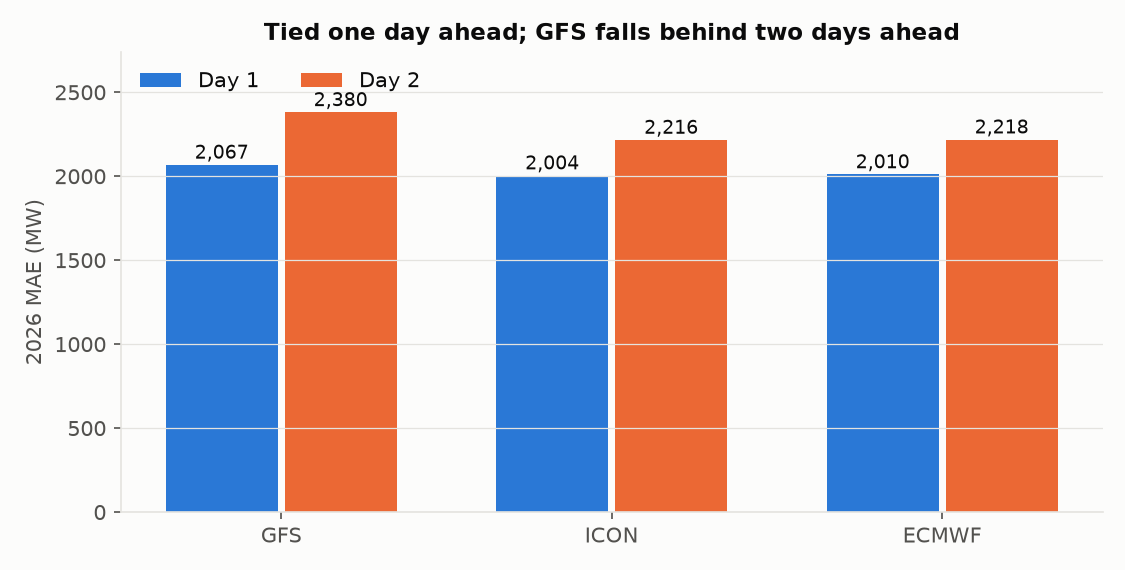 Tied one day ahead; GFS falls behind two days ahead
Day 1 Day 2
2500
2000
1500
1000
500
0
2026 MAE (MW)
2,067 2,380 2,004 2,216 2,010 2,218
GFS ICON ECMWF